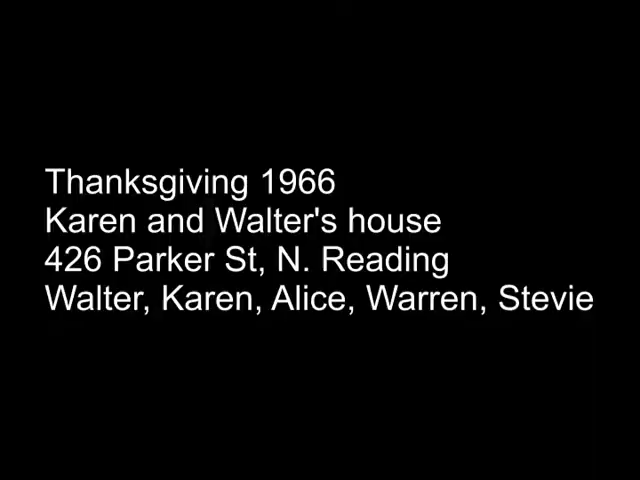 Thanksgiving 1966
Karen and Walter's house
426 Parker St, N. Reading
Walter, Karen, Alice, Warren, Stevie